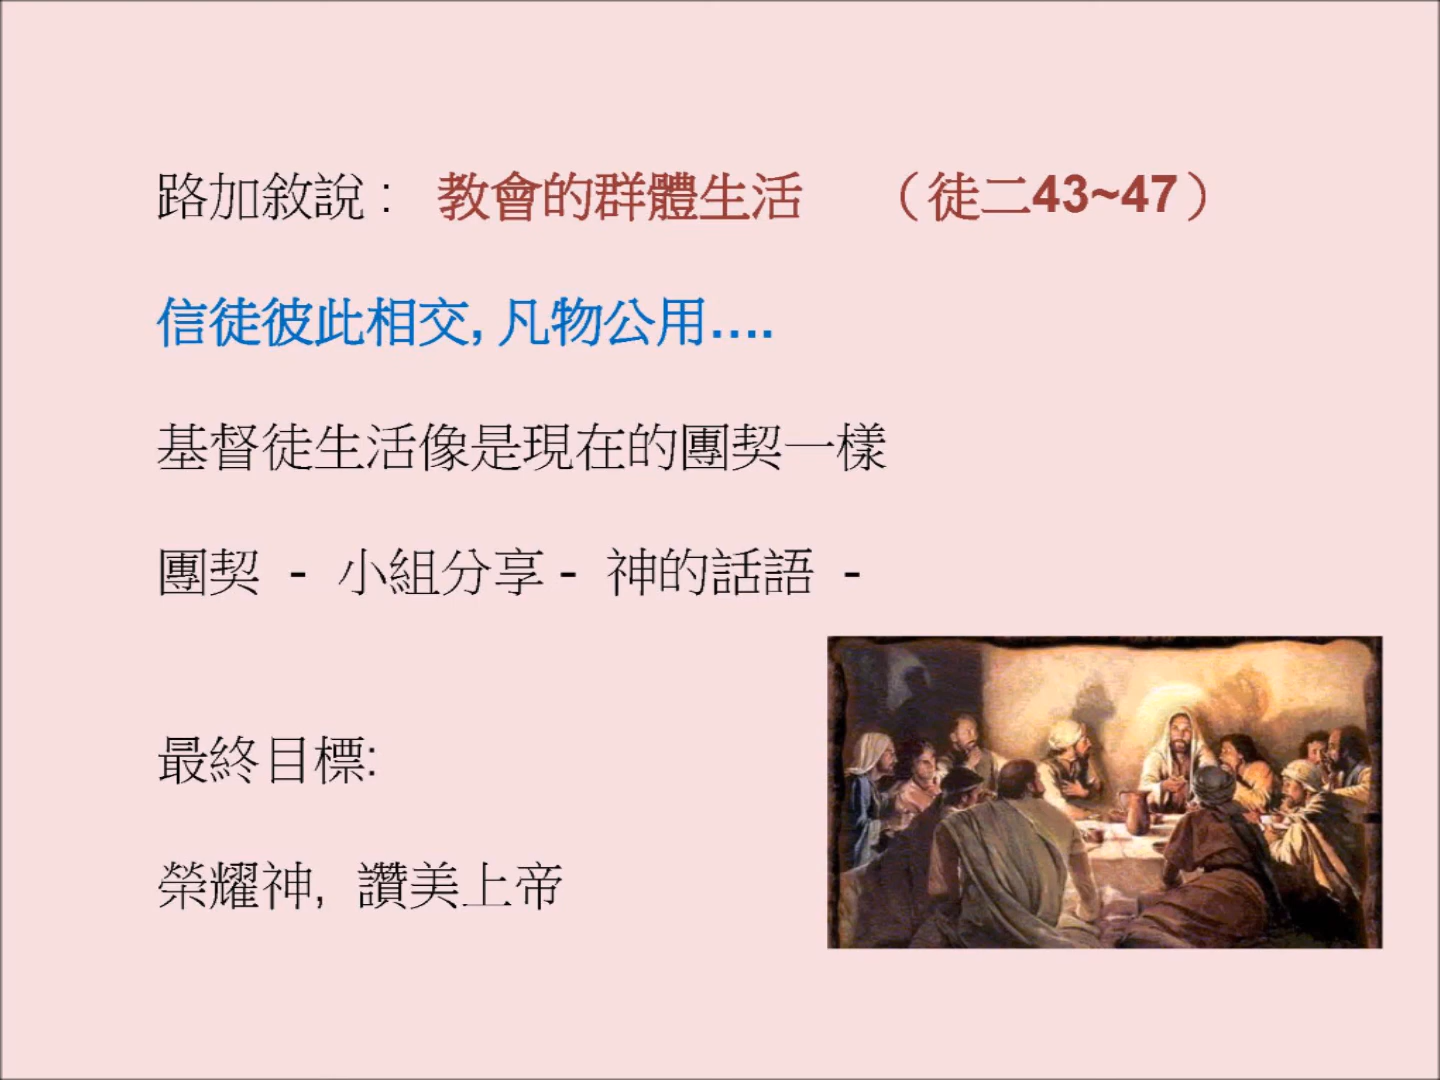 路加敘說 : 教會的群體生活 （徒二43~47）
信徒彼此相交, 凡物公用….
基督徒生活像是現在的團契一樣
團契 - 小組分享 - 神的話語 -
最終目標:
榮耀神, 讚美上帝